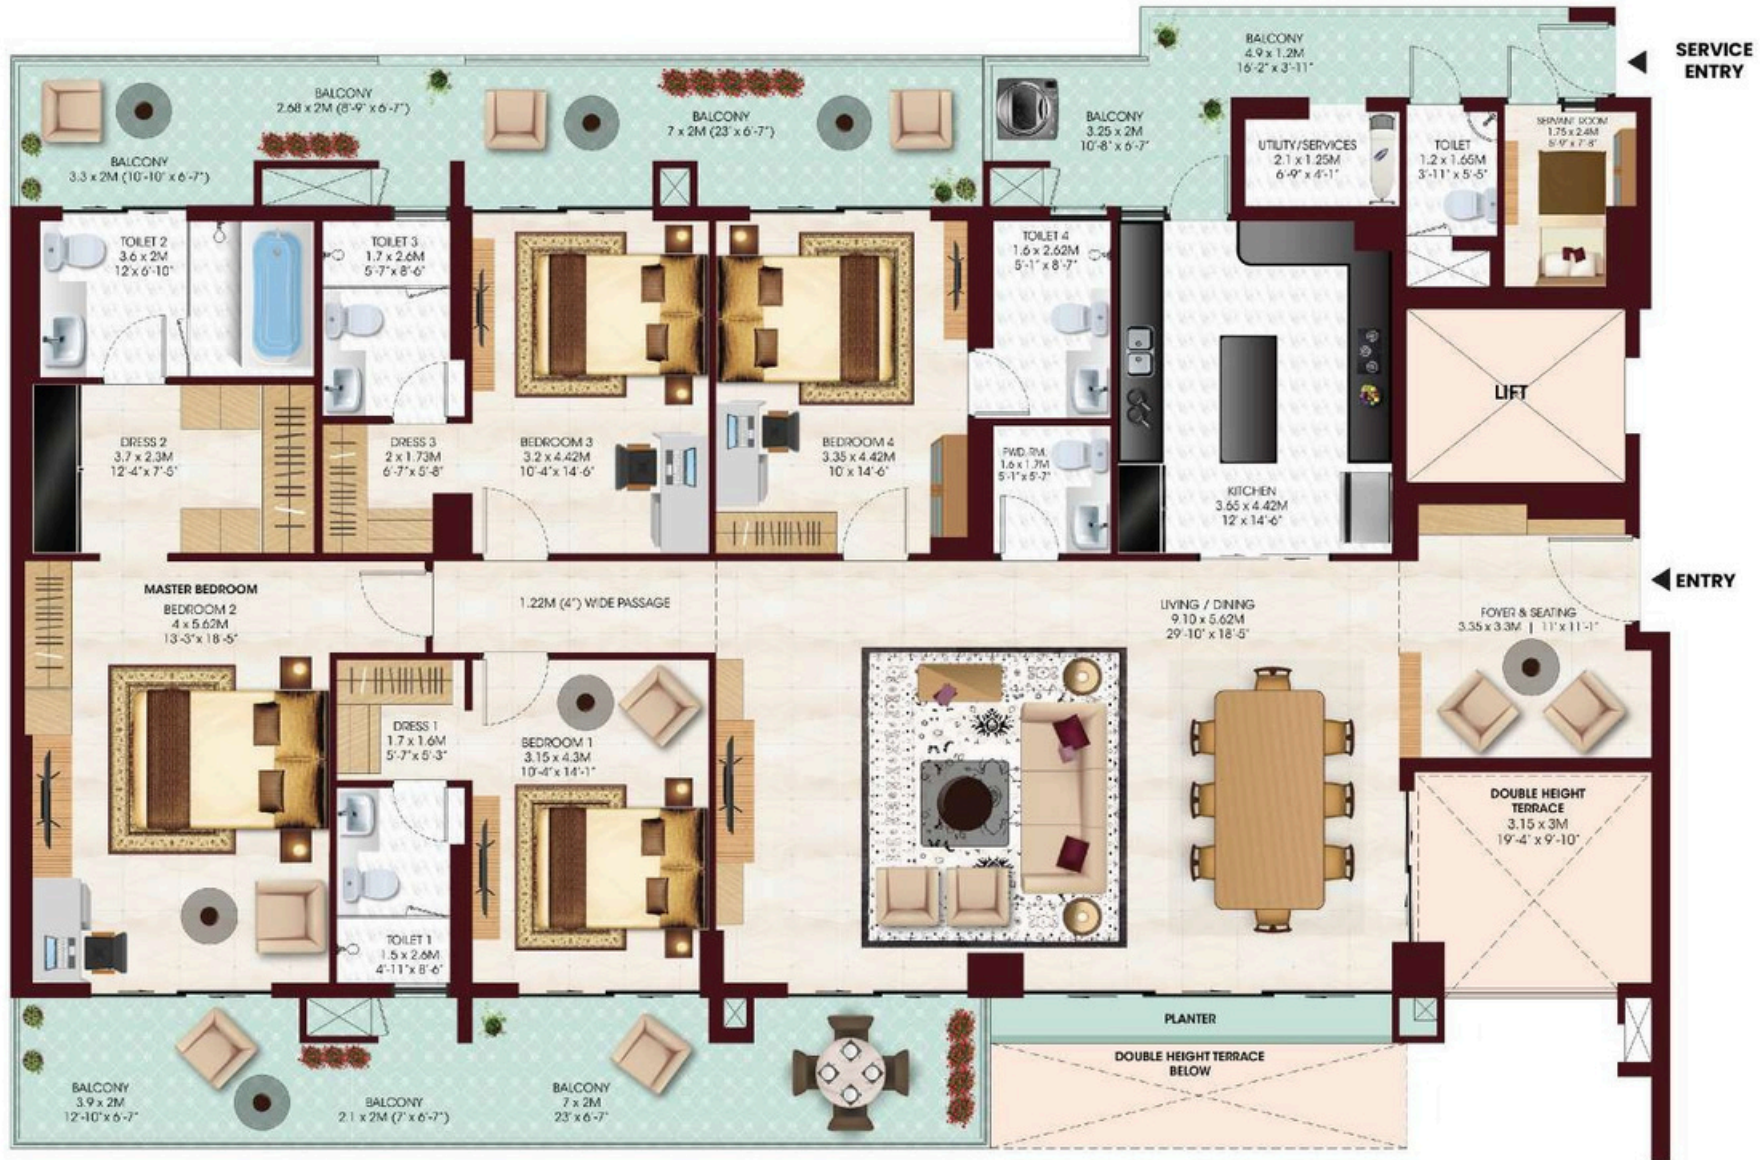 BALCONY
4.9 x 1.2M
16'-2" x 3'-11"
SERVICE
ENTRY
BALCONY
2.68 x 2M (8'-9" x 6'-7")
BALCONY
7 x 2M (23' x 6'-7")
BALCONY
3.25 x 2M
10'-8" x 6'-7"
UTILITY/SERVICES
2.1 x 1.25M
6'-9" x 4'-1"
TOILET
1.2 x 1.65M
3'-11" x 5'-5"
SERVANT ROOM
1.75 x 2.4M
5'-9" x 7'-8"
BALCONY
3.3 x 2M (10'-10" x 6'-7")
TOILET 2
3.6 x 2M
12'x 6'-10"
TOILET 3
1.7 x 2.6M
5'-7"x 8'-6"
TOILET 4
1.6 x 2.62M
5'-1" x 8'-7"
LIFT
DRESS 2
3.7 x 2.3M
12'-4" x 7'-5"
DRESS 3
2 x 1.73M
6'-7"x 5'-8"
BEDROOM 3
3.2 x 4.42M
10'-4" x 14'-6"
BEDROOM 4
3.35 x 4.42M
10' x 14'-6"
PWD. RM.
1.6 x 1.7M
5'-1"x 5'-7"
KITCHEN
3.65 x 4.42M
12' x 14'-6"
ENTRY
MASTER BEDROOM
BEDROOM 2
4 x 5.62M
13'-3"x 18'-5"
1.22M (4") WIDE PASSAGE
LIVING / DINING
9.10 x 5.62M
29'-10" x 18'-5"
FOYER & SEATING
3.35 x 3.3M | 11' x 11'-1"
DRESS 1
1.7 x 1.6M
5'-7"x 5'-3"
BEDROOM 1
3.15 x 4.3M
10'-4" x 14'-1"
DOUBLE HEIGHT
TERRACE
3.15 x 3M
19'-4" x 9'-10"
TOILET 1
1.5 x 2.6M
4'-11"x 8'-6"
PLANTER
DOUBLE HEIGHT TERRACE
BELOW
BALCONY
3.9 x 2M
12'-10"x 6'-7"
BALCONY
2.1 x 2M (7' x 6'-7")
BALCONY
7 x 2M
23' x 6'-7"